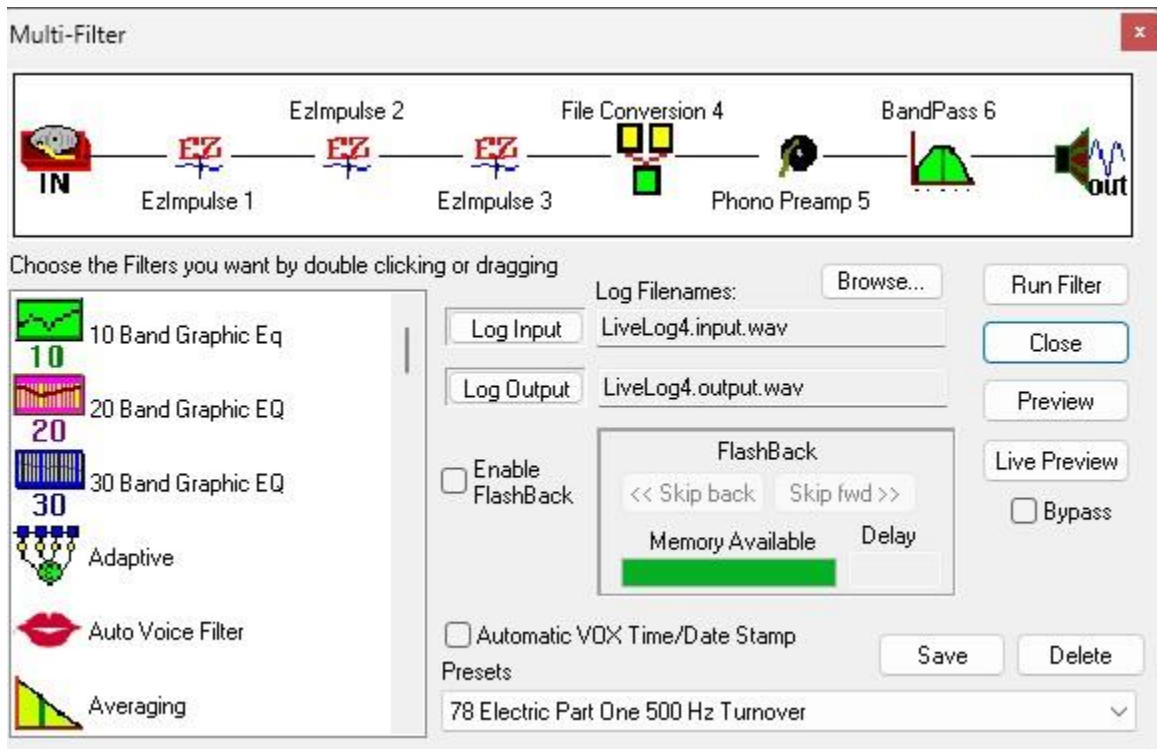 Multi-Filter
x
EzImpulse 2
File Conversion 4
BandPass 6
EZ
EZ
EZ
IN
out
EzImpulse 1
EzImpulse 3
Phono Preamp 5
Choose the Filters you want by double clicking or dragging
10 Band Graphic Eq
10
20 Band Graphic EQ
20
30 Band Graphic EQ
30
Adaptive
Auto Voice Filter
Averaging
Log Filenames:
Browse...
Log Input
LiveLog4.input.wav
Log Output
LiveLog4.output.wav
Enable
FlashBack
FlashBack
<< Skip back
Skip fwd >>
Memory Available
Delay
Run Filter
Close
Preview
Live Preview
Bypass
Automatic VOX Time/Date Stamp
Save
Delete
Presets
78 Electric Part One 500 Hz Turnover